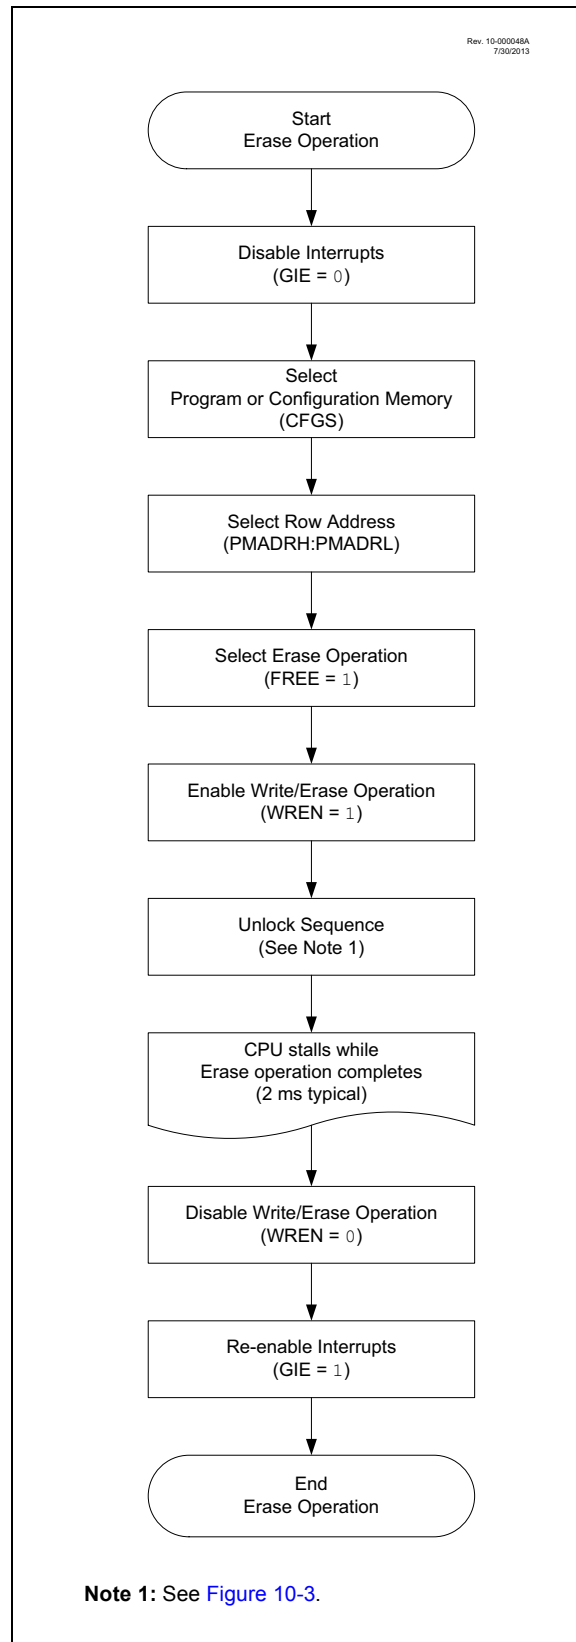 Rev. 10-000048A
7/30/2013
Start
Erase Operation
Disable Interrupts
(GIE = 0)
Select
Program or Configuration Memory
(CFGS)
Select Row Address
(PMADRH:PMADRL)
Select Erase Operation
(FREE = 1)
Enable Write/Erase Operation
(WREN = 1)
Unlock Sequence
(See Note 1)
CPU stalls while
Erase operation completes
(2 ms typical)
Disable Write/Erase Operation
(WREN = 0)
Re-enable Interrupts
(GIE = 1)
End
Erase Operation
Note 1: See Figure 10-3.